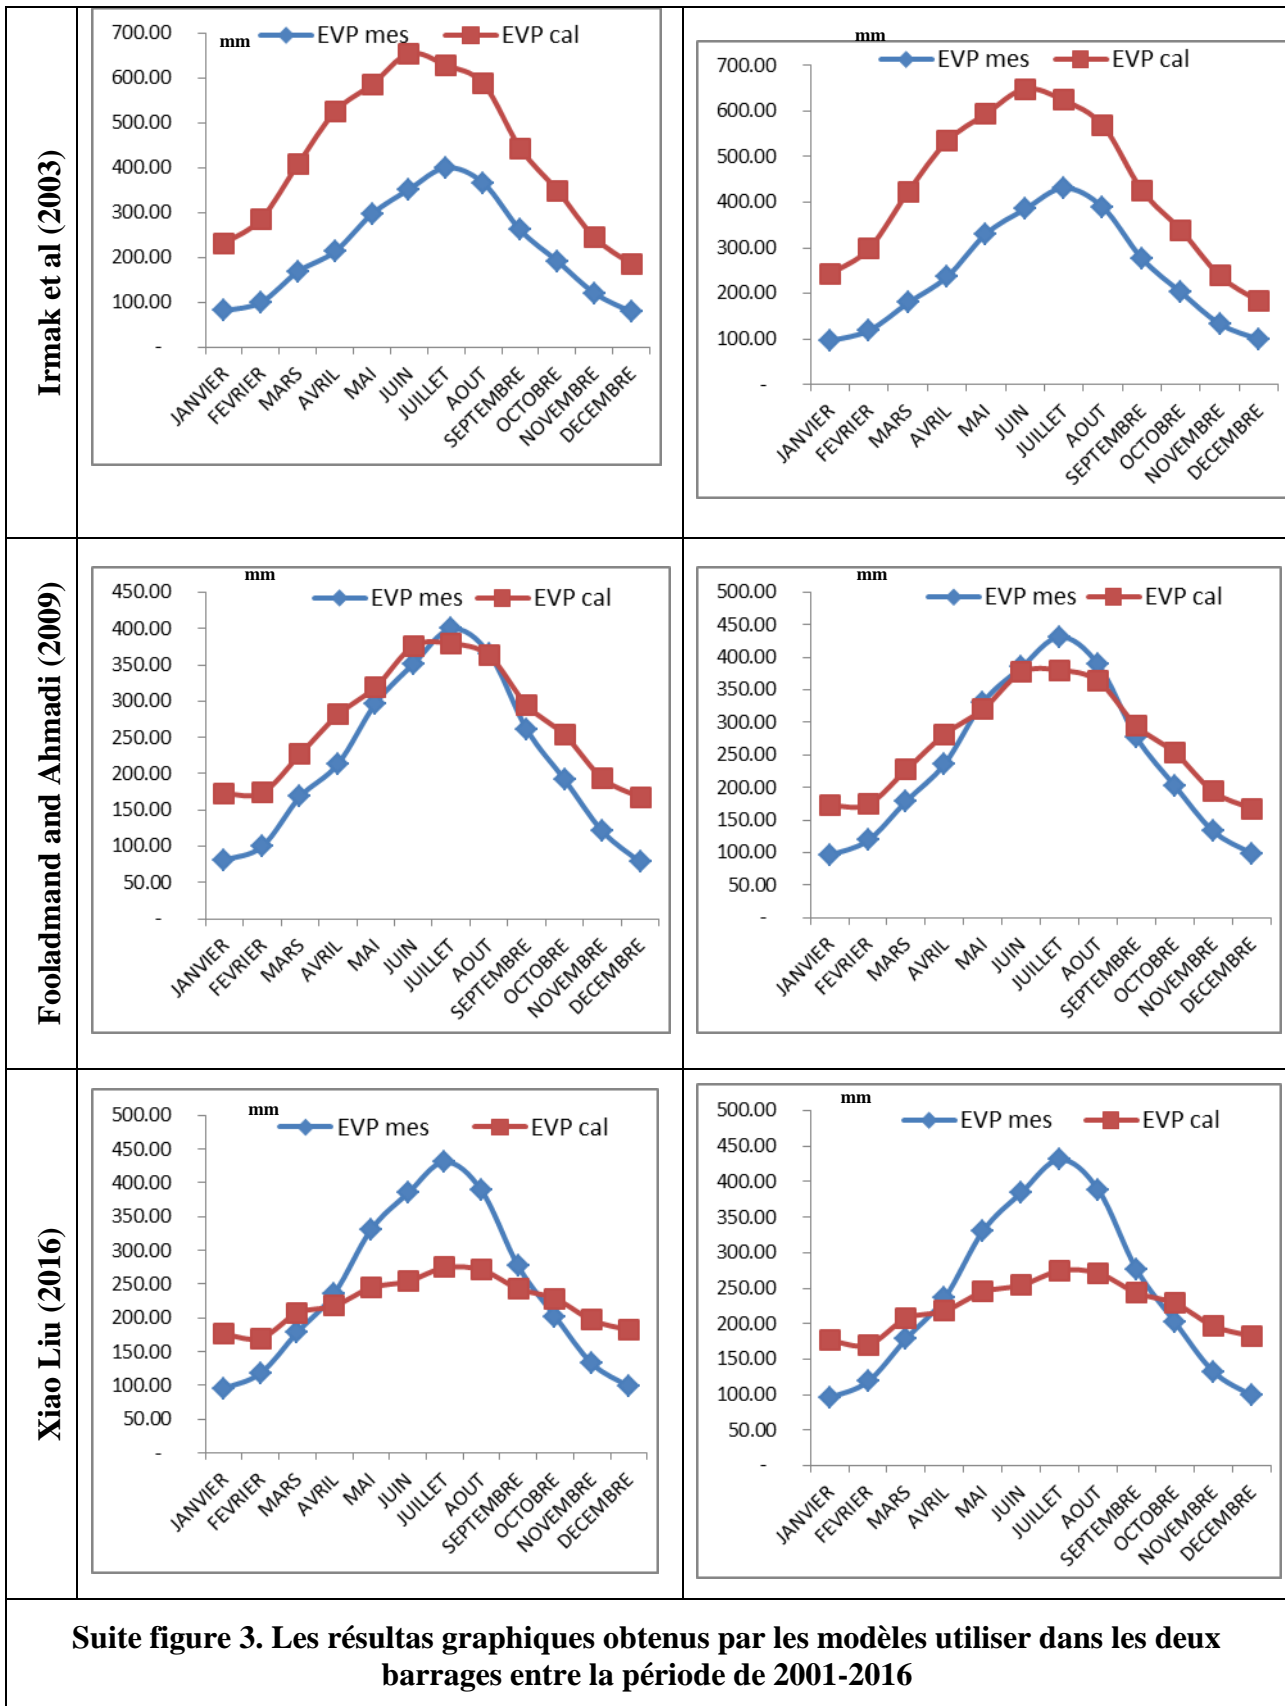 Irmak et al (2003)
mm
EVP mes
EVP cal
700.00
600.00
500.00
400.00
300.00
200.00
100.00
-
JANVIER
FEVRIER
MARS
AVRIL
MAI
JUIN
JUILLET
AOUT
SEPTEMBRE
OCTOBRE
NOVEMBRE
DECEMBRE
mm
EVP mes
EVP cal
700.00
600.00
500.00
400.00
300.00
200.00
100.00
-
JANVIER
FEVRIER
MARS
AVRIL
MAI
JUIN
JUILLET
AOUT
SEPTEMBRE
OCTOBRE
NOVEMBRE
DECEMBRE
Fooladmand and Ahmadi (2009)
mm
EVP mes
EVP cal
450.00
400.00
350.00
300.00
250.00
200.00
150.00
100.00
50.00
-
JANVIER
FEVRIER
MARS
AVRIL
MAI
JUIN
JUILLET
AOUT
SEPTEMBRE
OCTOBRE
NOVEMBRE
DECEMBRE
mm
EVP mes
EVP cal
500.00
450.00
400.00
350.00
300.00
250.00
200.00
150.00
100.00
50.00
-
JANVIER
FEVRIER
MARS
AVRIL
MAI
JUIN
JUILLET
AOUT
SEPTEMBRE
OCTOBRE
NOVEMBRE
DECEMBRE
Xiao Liu (2016)
mm
EVP mes
EVP cal
500.00
450.00
400.00
350.00
300.00
250.00
200.00
150.00
100.00
50.00
-
JANVIER
FEVRIER
MARS
AVRIL
MAI
JUIN
JUILLET
AOUT
SEPTEMBRE
OCTOBRE
NOVEMBRE
DECEMBRE
mm
EVP mes
EVP cal
500.00
450.00
400.00
350.00
300.00
250.00
200.00
150.00
100.00
50.00
-
JANVIER
FEVRIER
MARS
AVRIL
MAI
JUIN
JUILLET
AOUT
SEPTEMBRE
OCTOBRE
NOVEMBRE
DECEMBRE
Suite figure 3. Les résultas graphiques obtenus par les modèles utiliser dans les deux
barrages entre la période de 2001-2016